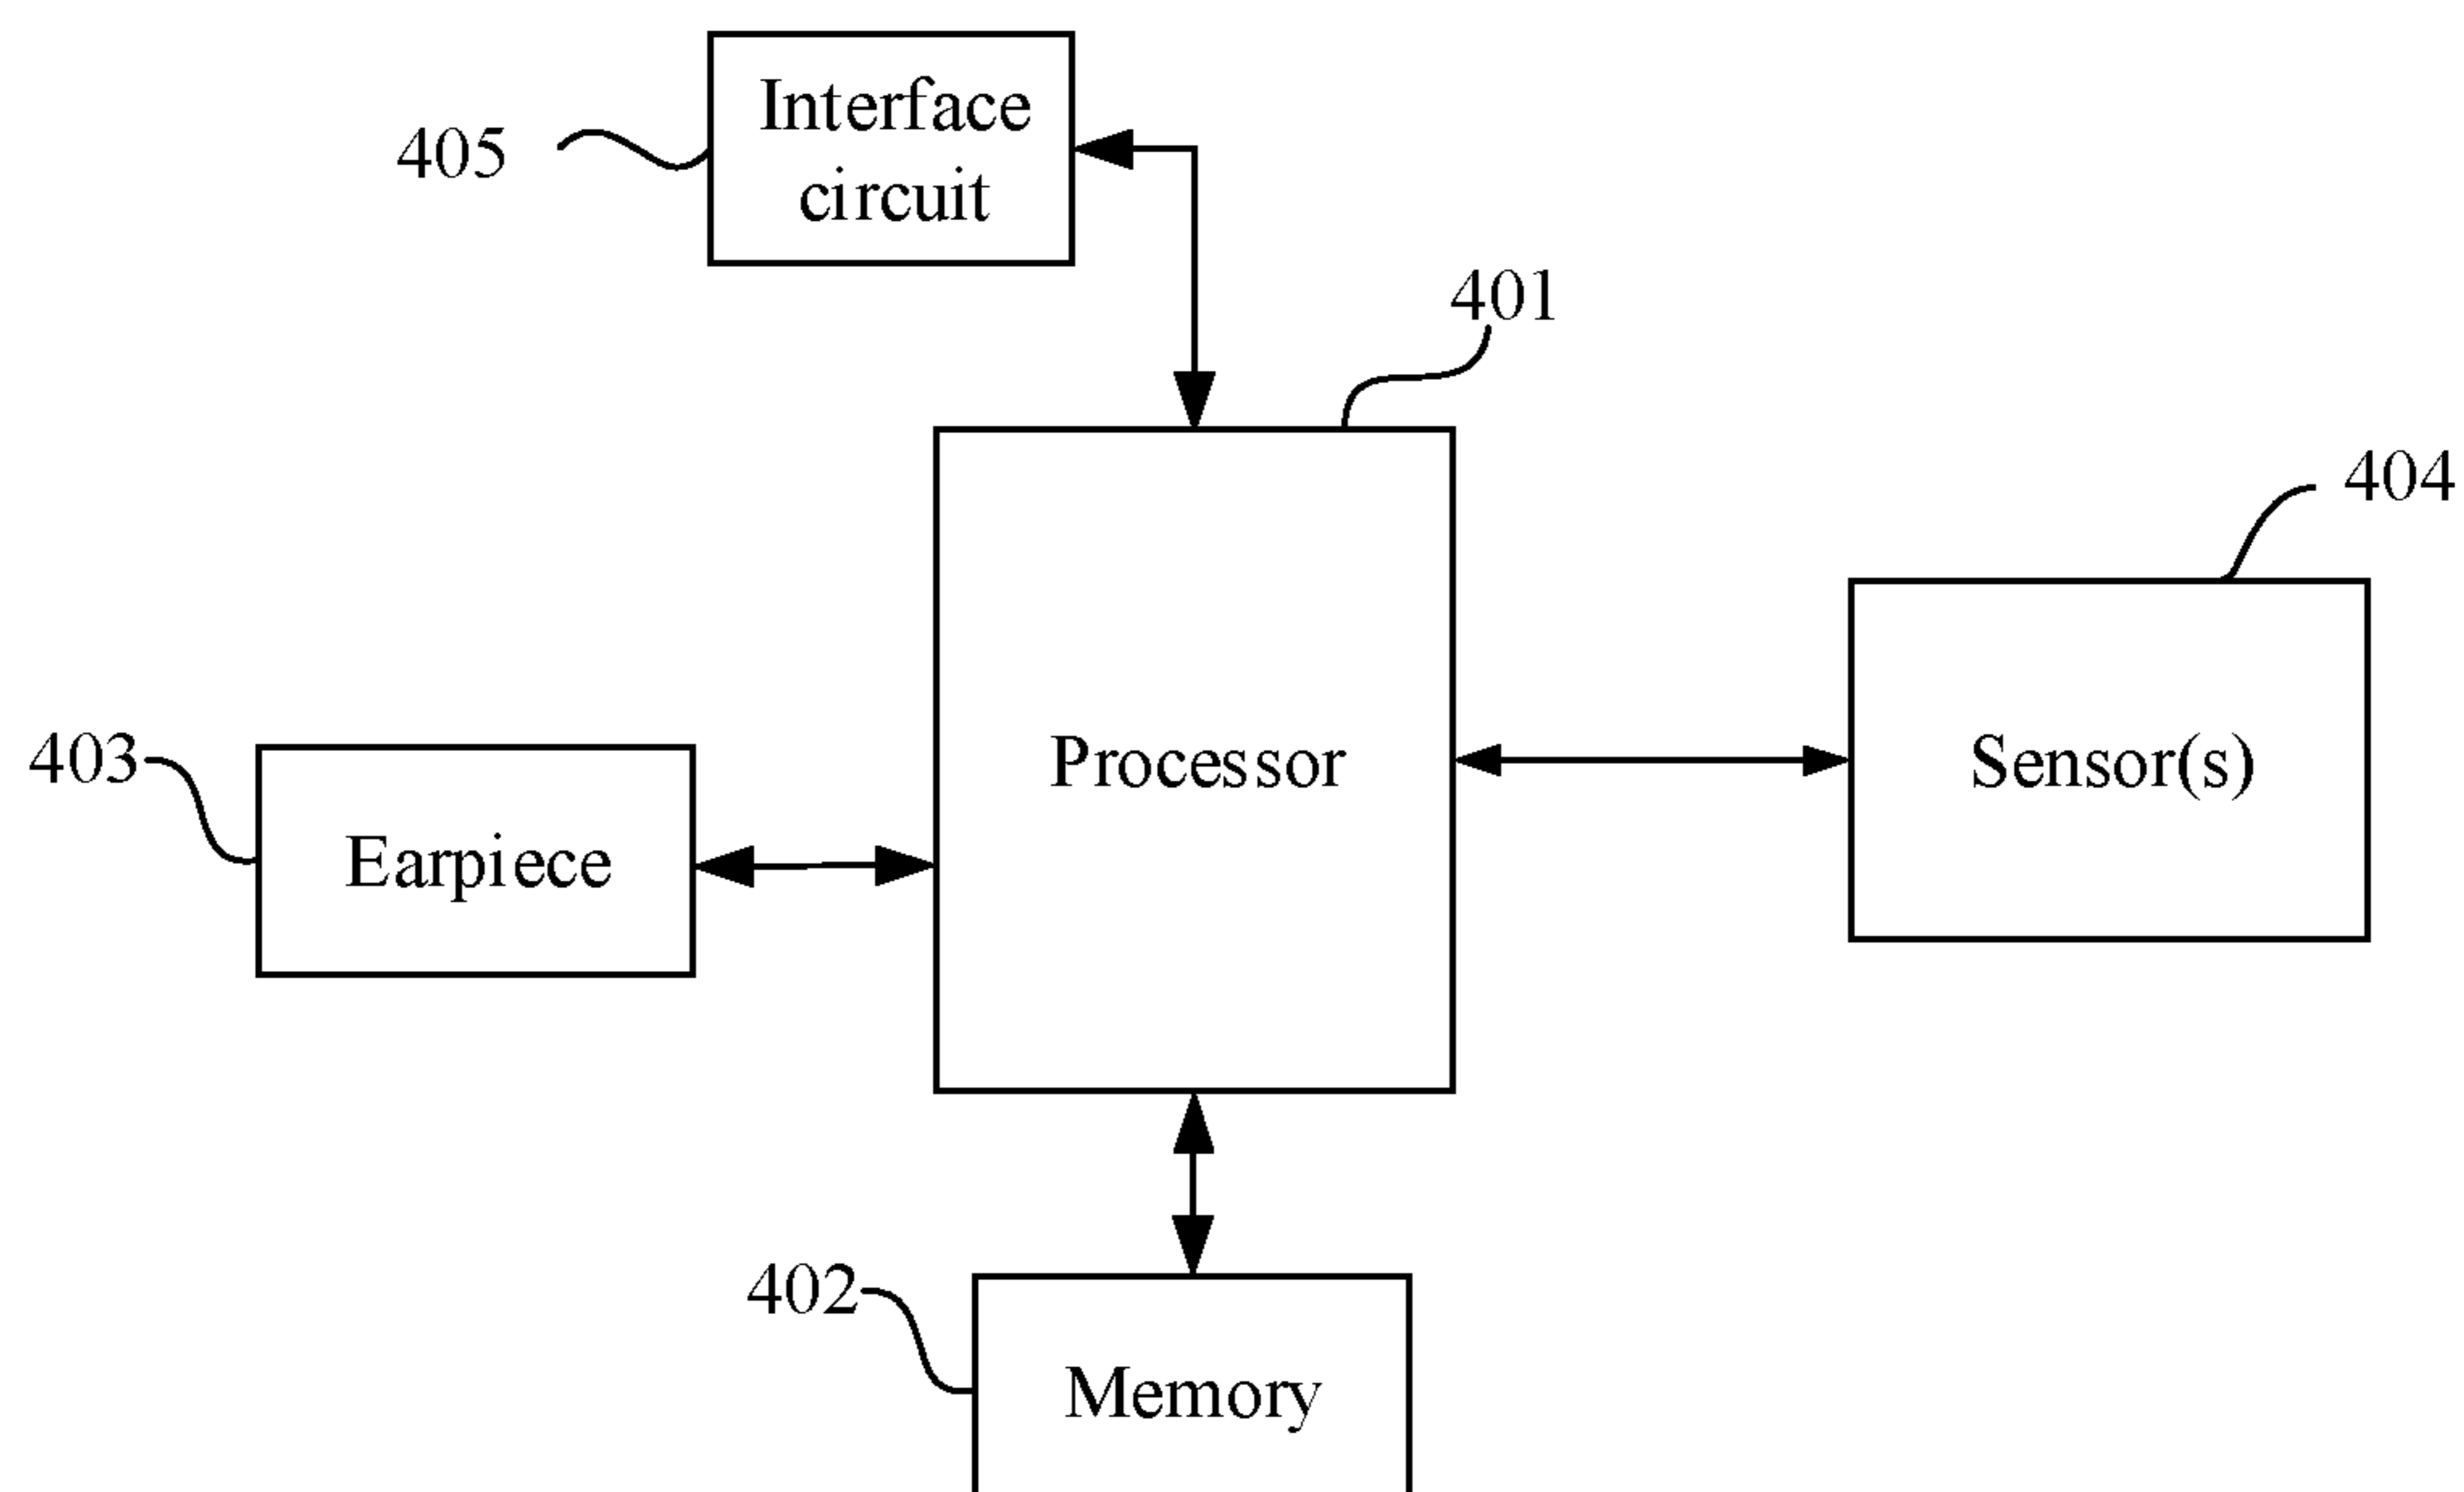 Interface
circuit
405
401
404
403
Processor
Sensor(s)
Earpiece
402
Memory